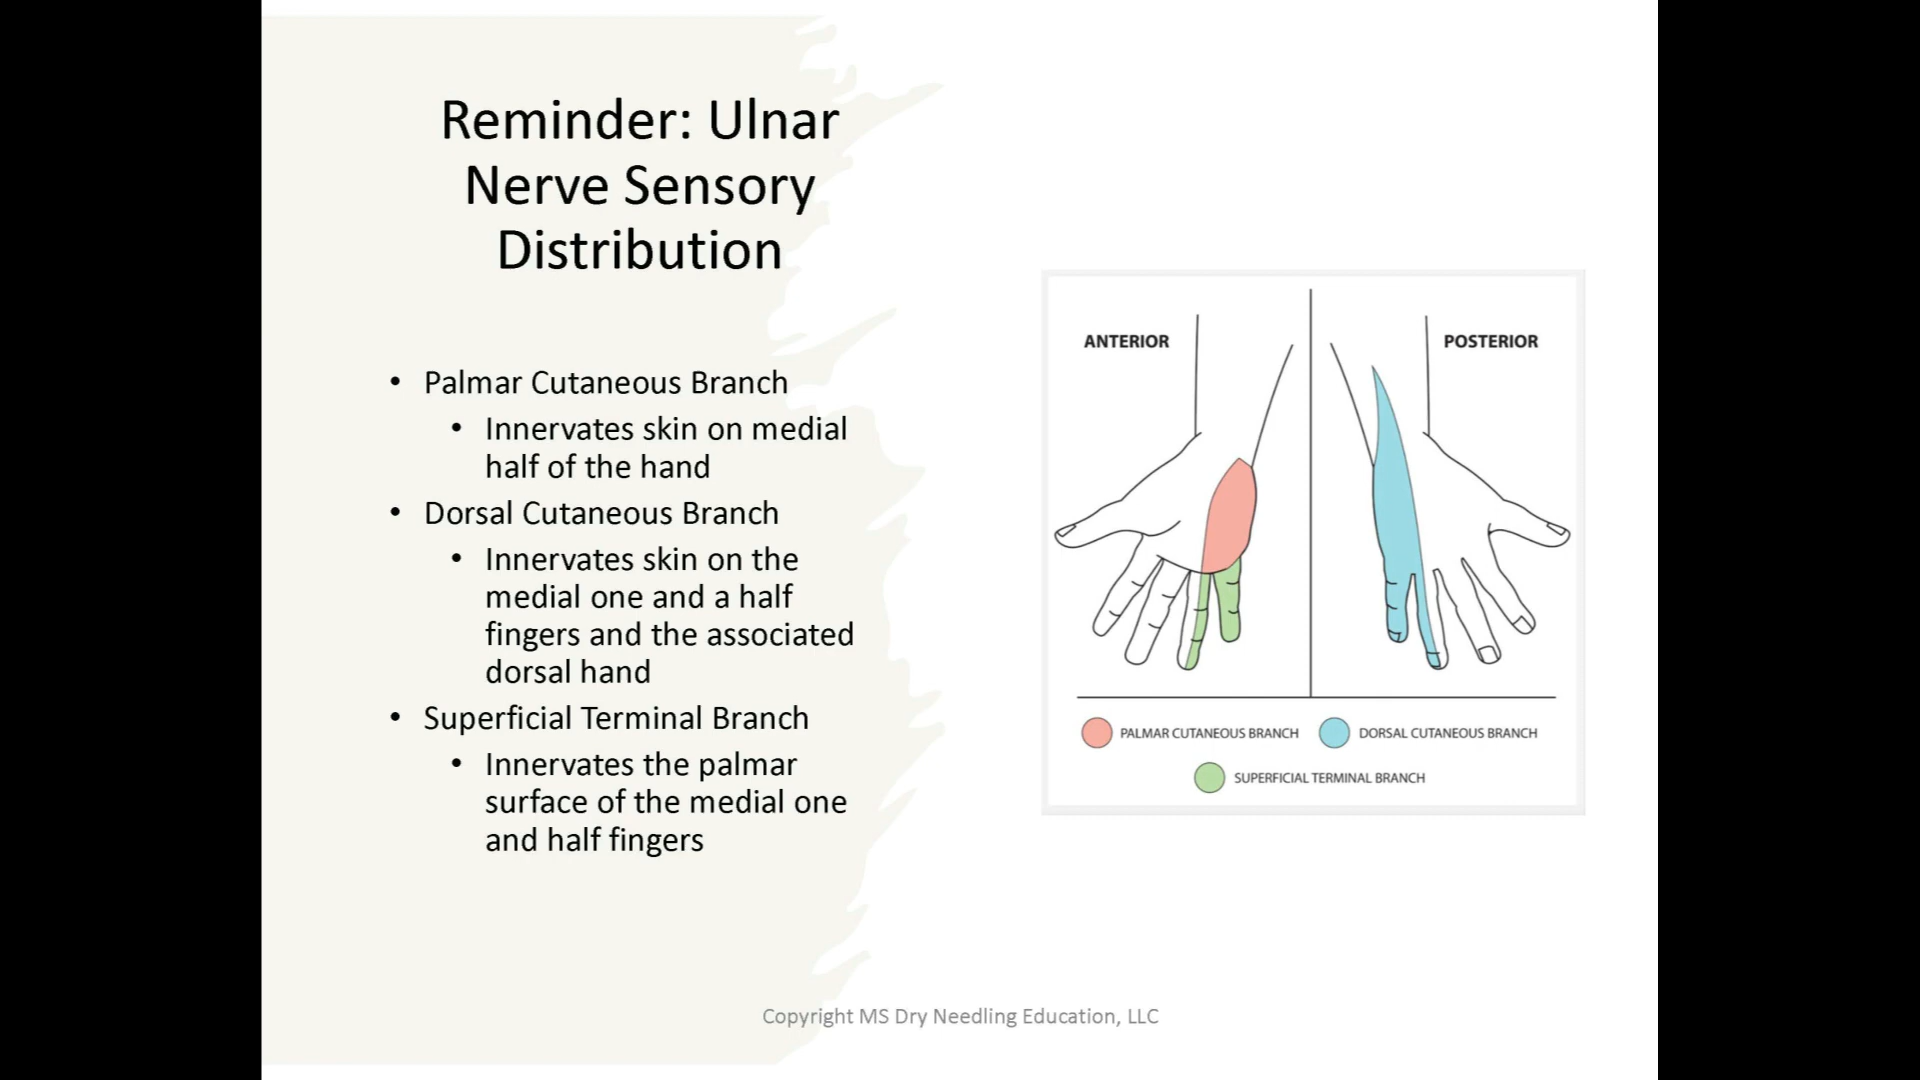 Reminder: Ulnar
Nerve Sensory
Distribution
• Palmar Cutaneous Branch
• Innervates skin on medial
half of the hand
• Dorsal Cutaneous Branch
• Innervates skin on the
medial one and a half
fingers and the associated
dorsal hand
• Superficial Terminal Branch
• Innervates the palmar
surface of the medial one
and half fingers
ANTERIOR
POSTERIOR
PALMAR CUTANEOUS BRANCH
DORSAL CUTANEOUS BRANCH
SUPERFICIAL TERMINAL BRANCH
Copyright MS Dry Needling Education, LLC